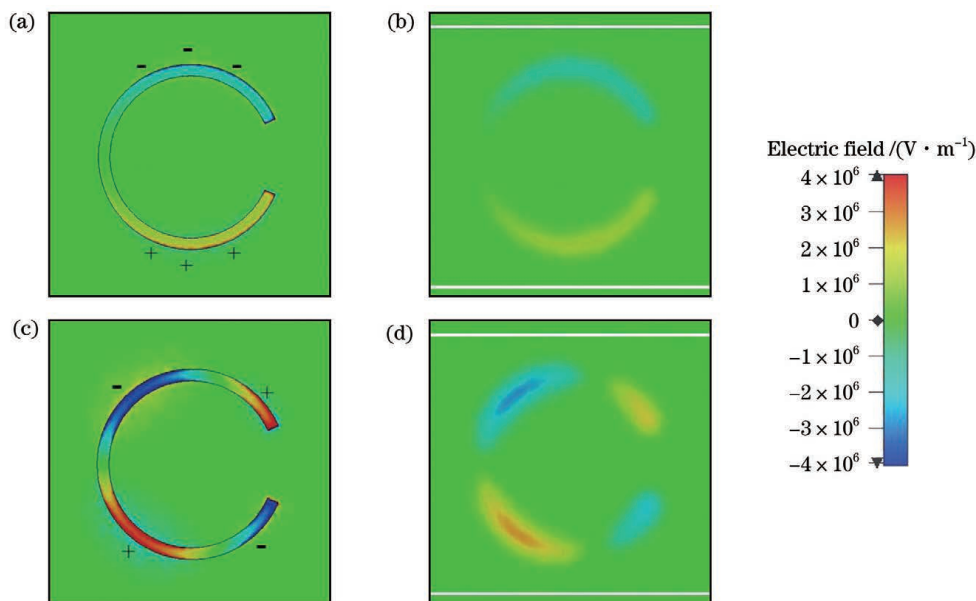 (a)
- - -
+ + +
(b)
(c)
- +
+ -
(d)
Electric field /(V·m⁻¹)
4×10⁶
3×10⁶
2×10⁶
1×10⁶
0
−1×10⁶
−2×10⁶
−3×10⁶
−4×10⁶